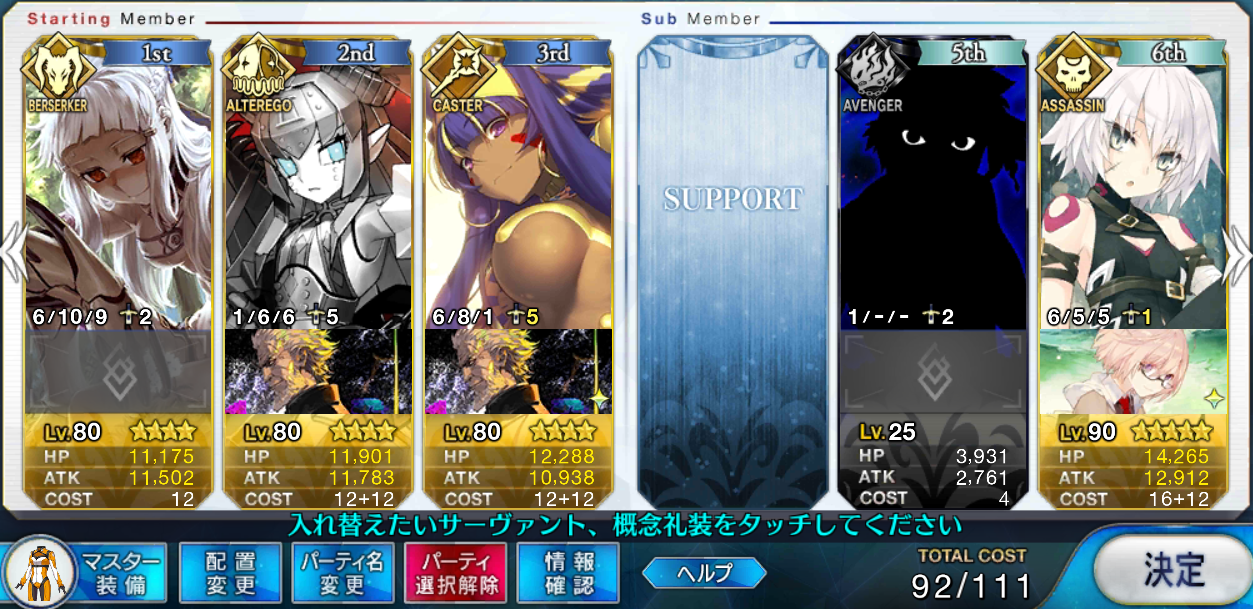 Starting Member
Sub Member
1st
BERSERKER
6/10/9 2
Lv.80
HP 11,175
ATK 11,502
COST 12
2nd
ALTEREGO
1/6/6 5
Lv.80
HP 11,901
ATK 11,783
COST 12+12
3rd
CASTER
6/8/1 5
Lv.80
HP 12,288
ATK 10,938
COST 12+12
SUPPORT
5th
AVENGER
1/-/- 2
Lv.25
HP 3,931
ATK 2,761
COST 4
6th
ASSASSIN
6/5/5 1
Lv.90
HP 14,265
ATK 12,912
COST 16+12
入れ替えたいサーヴァント、概念礼装をタッチしてください
マスター
装備
配置
変更
パーティ名
変更
パーティ
選択解除
情報
確認
ヘルプ
TOTAL COST
92/111
決定